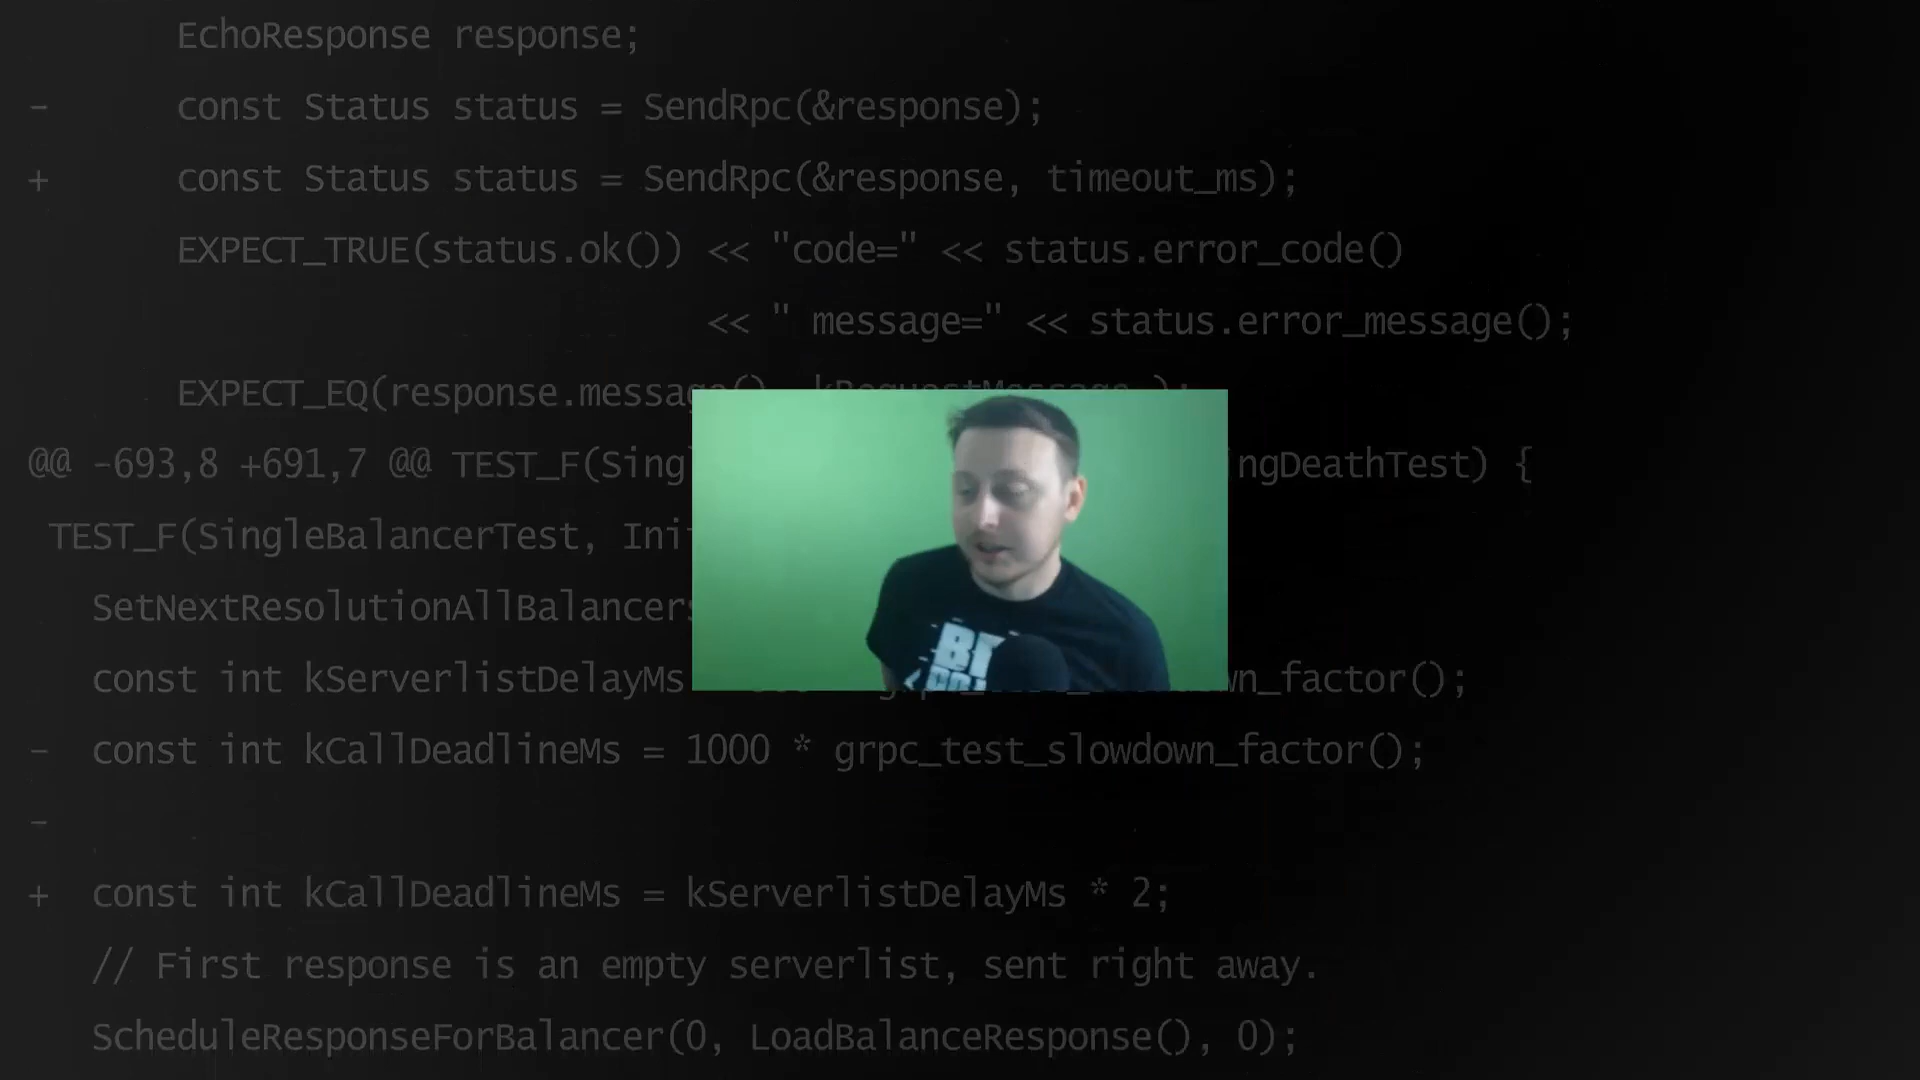 EchoResponse response;
- const Status status = SendRpc(&response);
+ const Status status = SendRpc(&response, timeout_ms);
EXPECT_TRUE(status.ok()) << "code=" << status.error_code()
<< " message=" << status.error_message();
EXPECT_EQ(response.message(), kRequestMessage_);
@@ -693,8 +691,7 @@ TEST_F(Sing ingDeathTest) {
TEST_F(SingleBalancerTest, Ini
SetNextResolutionAllBalancers
const int kServerlistDelayMs n_factor();
- const int kCallDeadlineMs = 1000 * grpc_test_slowdown_factor();
-
+ const int kCallDeadlineMs = kServerlistDelayMs * 2;
// First response is an empty serverlist, sent right away.
ScheduleResponseForBalancer(0, LoadBalanceResponse(), 0);